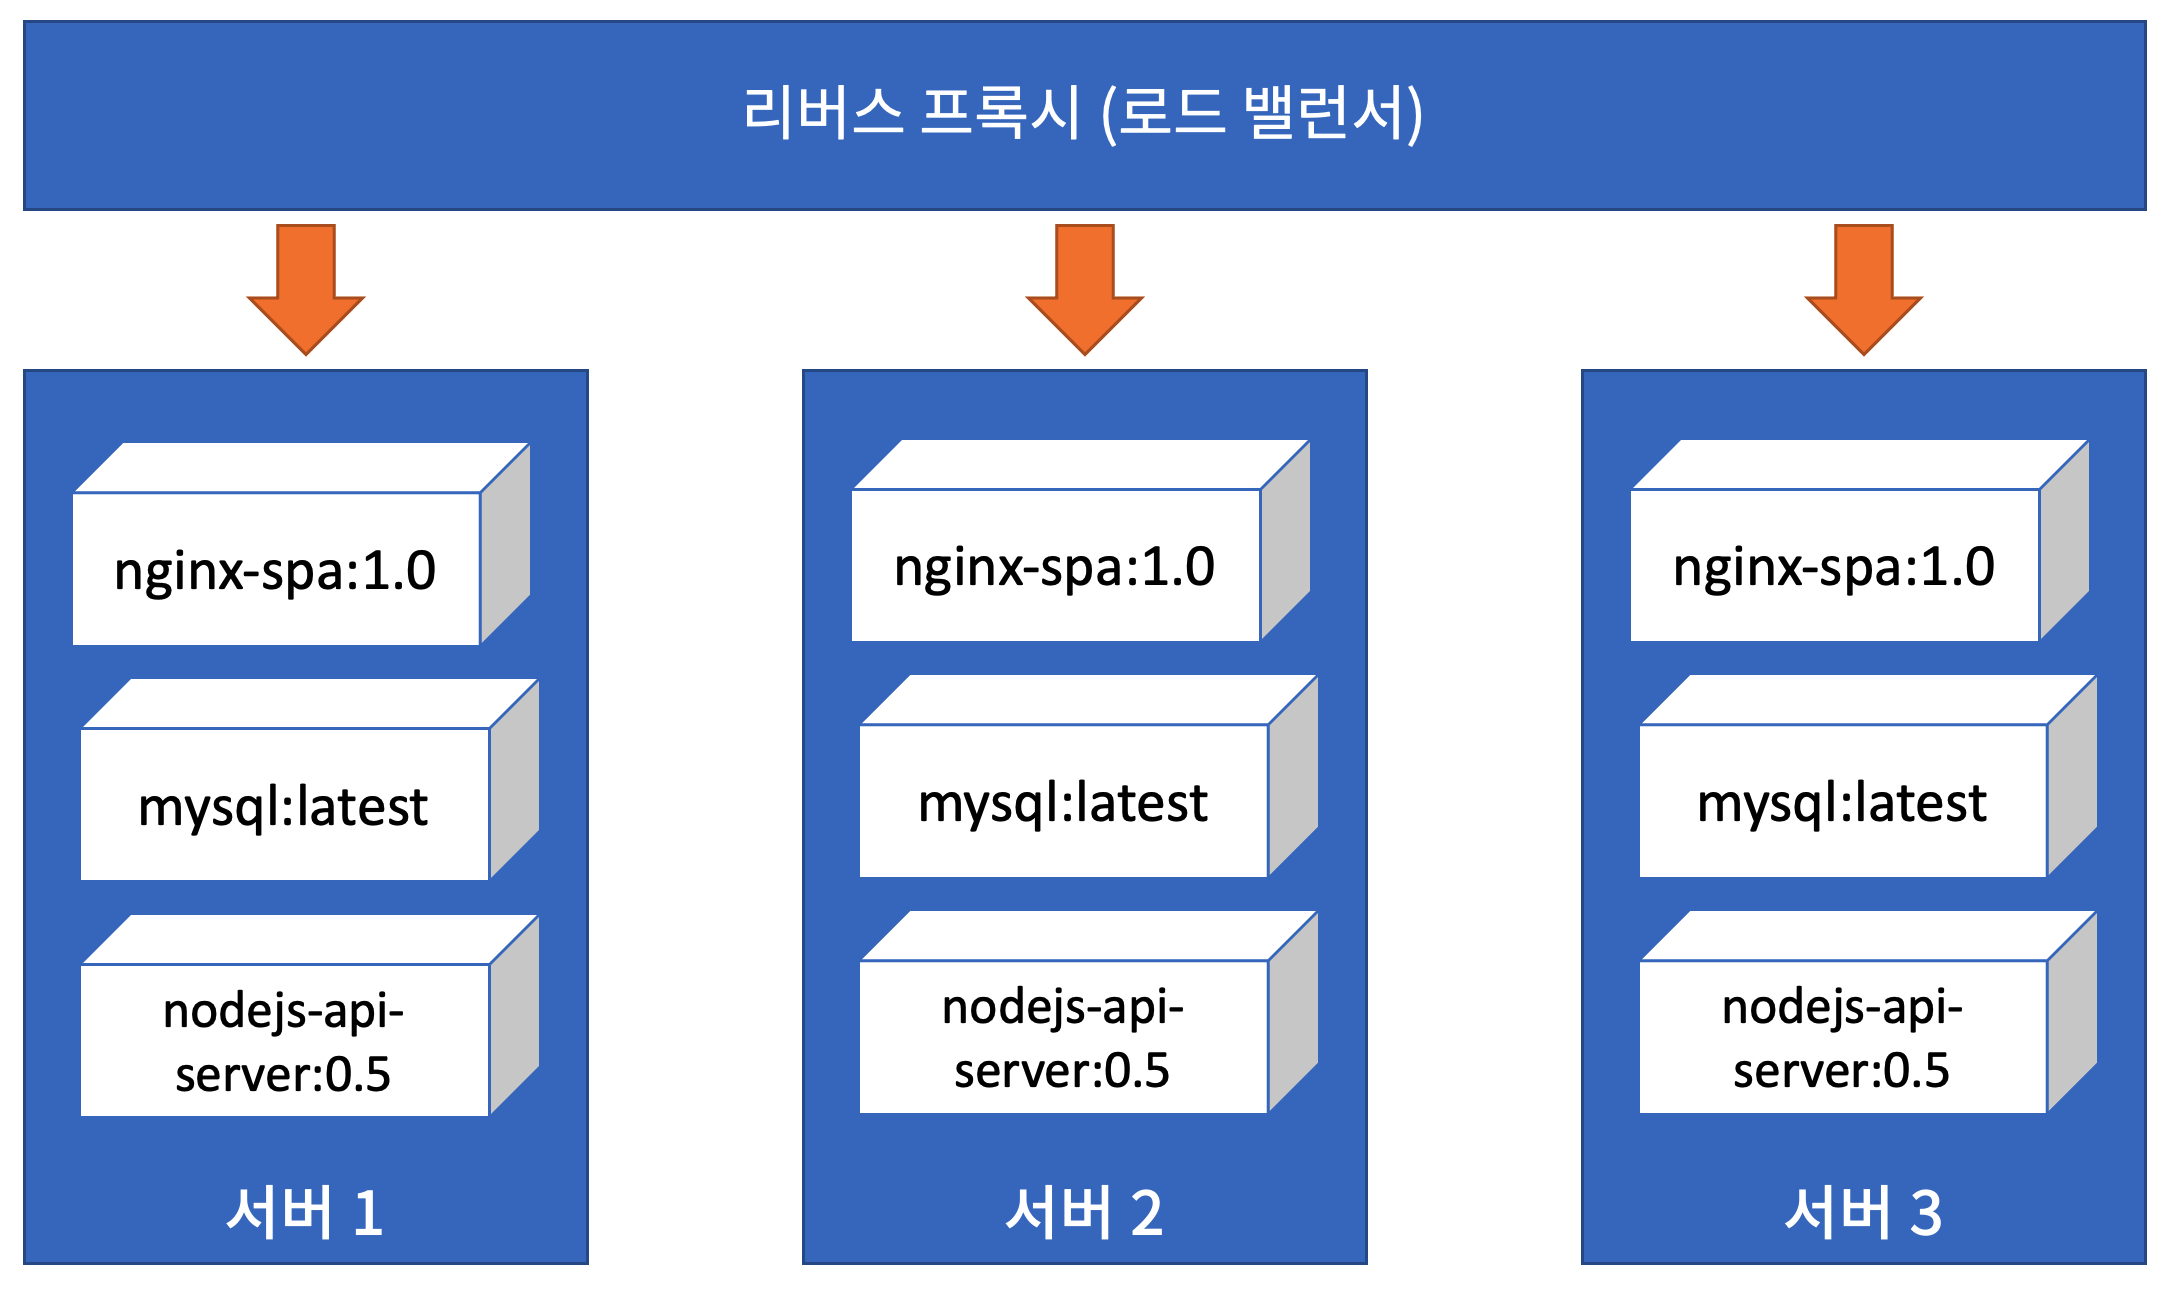 리버스 프록시 (로드 밸런서)
nginx-spa:1.0
mysql:latest
nodejs-api-
server:0.5
서버 1
nginx-spa:1.0
mysql:latest
nodejs-api-
server:0.5
서버 2
nginx-spa:1.0
mysql:latest
nodejs-api-
server:0.5
서버 3